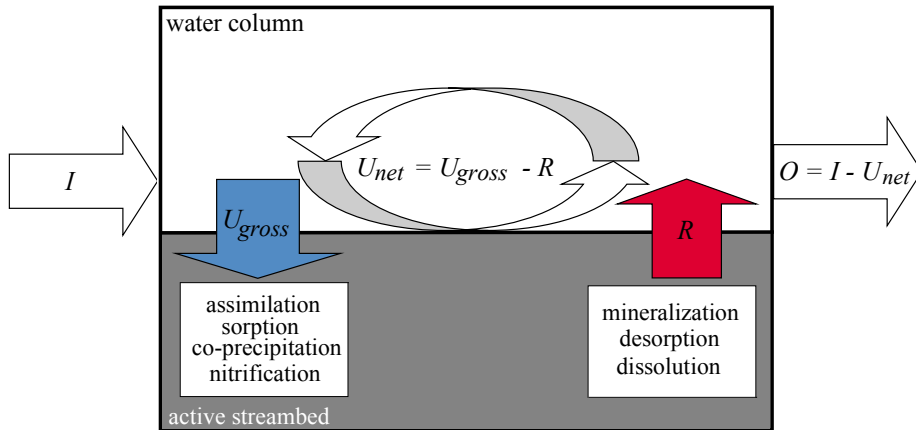 water column
I
U_net = U_gross - R
O = I - U_net
U_gross
R
assimilation
sorption
co-precipitation
nitrification
mineralization
desorption
dissolution
active streambed